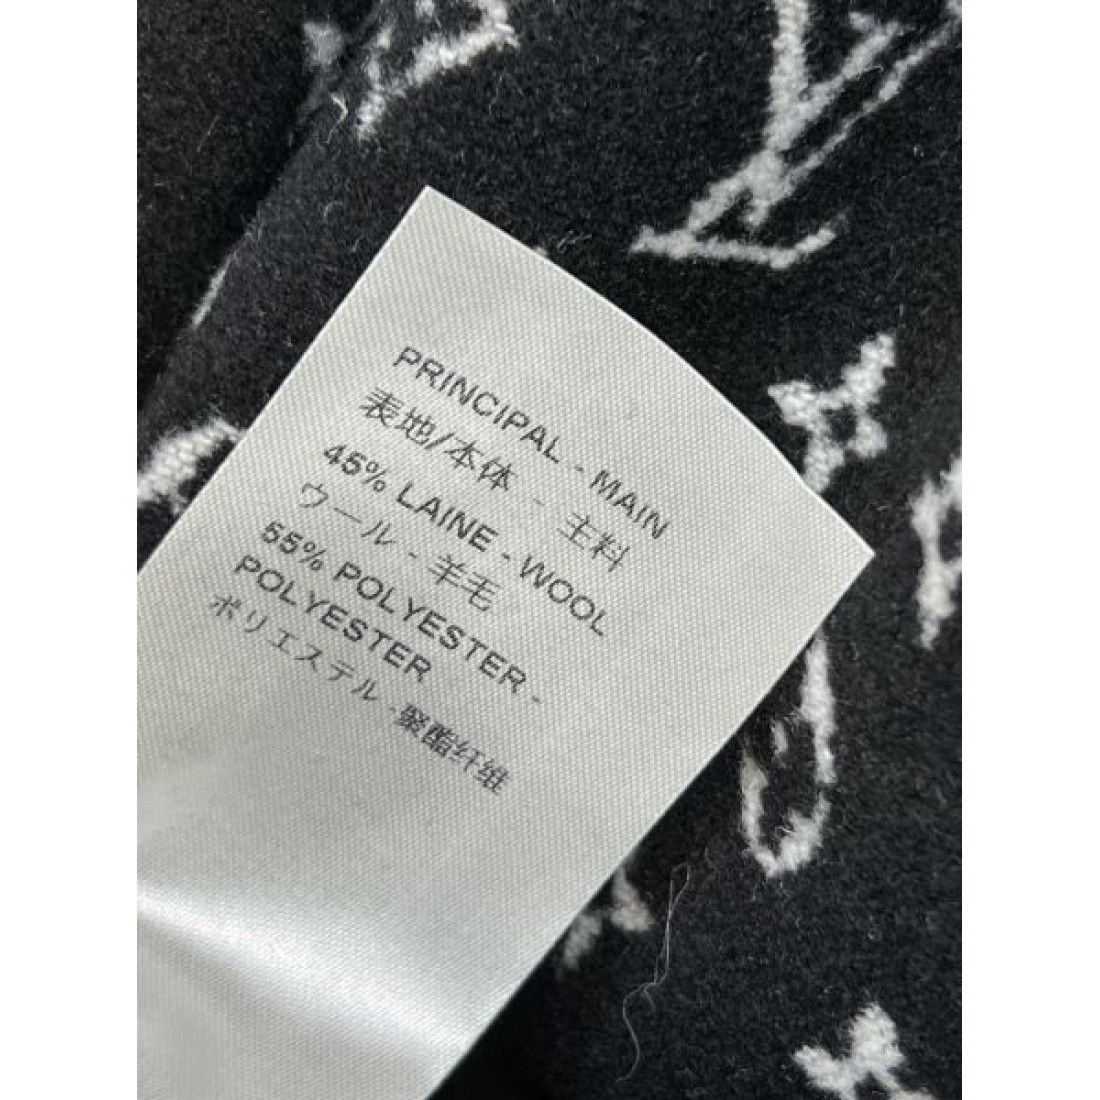 PRINCIPAL - MAIN
表地/本体 - 主料
45% LAINE - WOOL
ウール - 羊毛
55% POLYESTER -
POLYESTER
ポリエステル - 聚酯纤维
LV